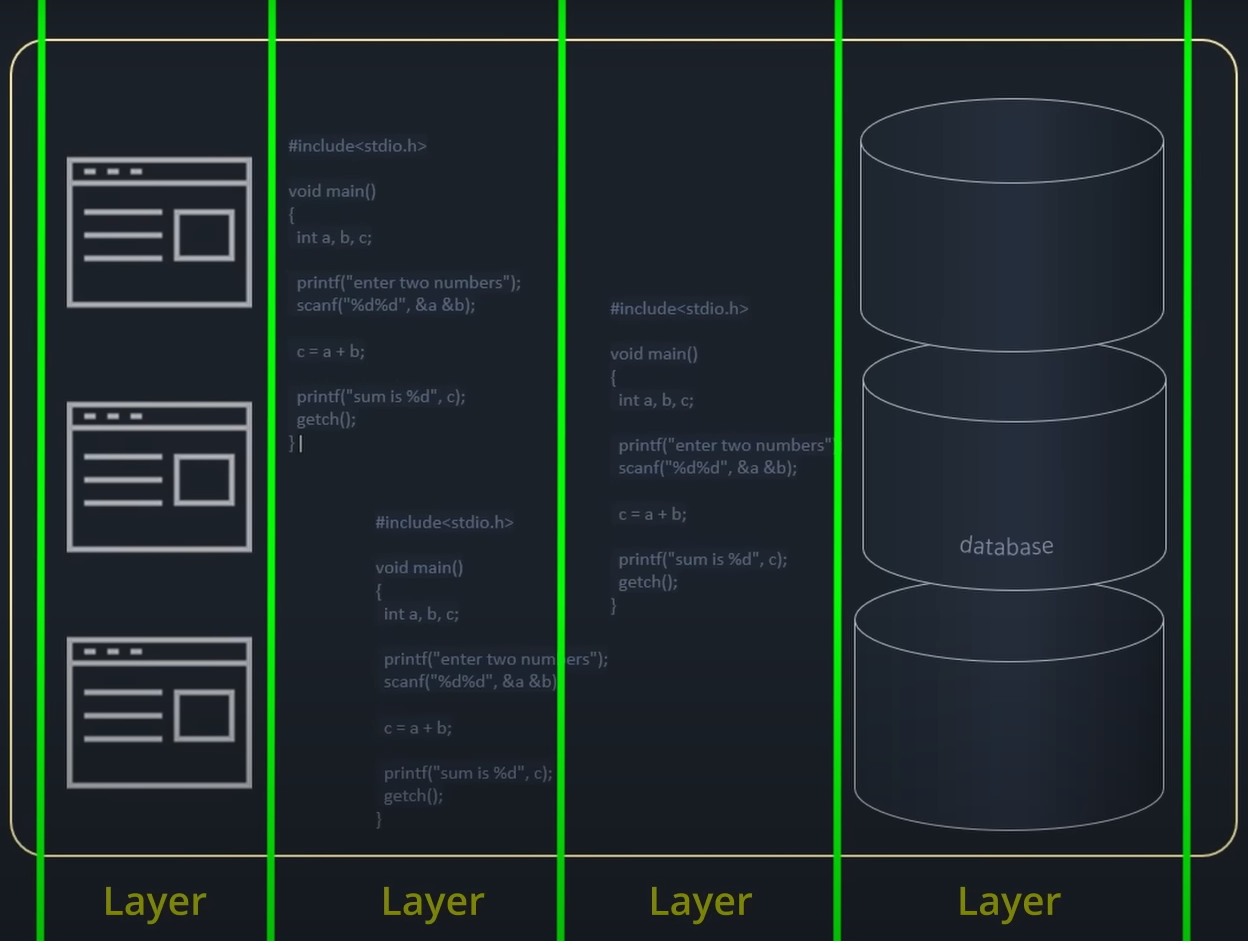 #include<stdio.h>
void main()
{
int a, b, c;
printf("enter two numbers");
scanf("%d%d", &a &b);
c = a + b;
printf("sum is %d", c);
getch();
}
#include<stdio.h>
void main()
{
int a, b, c;
printf("enter two numbers");
scanf("%d%d", &a &b)
c = a + b;
printf("sum is %d", c);
getch();
}
#include<stdio.h>
void main()
{
int a, b, c;
printf("enter two numbers"
scanf("%d%d", &a &b);
c = a + b;
printf("sum is %d", c);
getch();
}
database
Layer
Layer
Layer
Layer